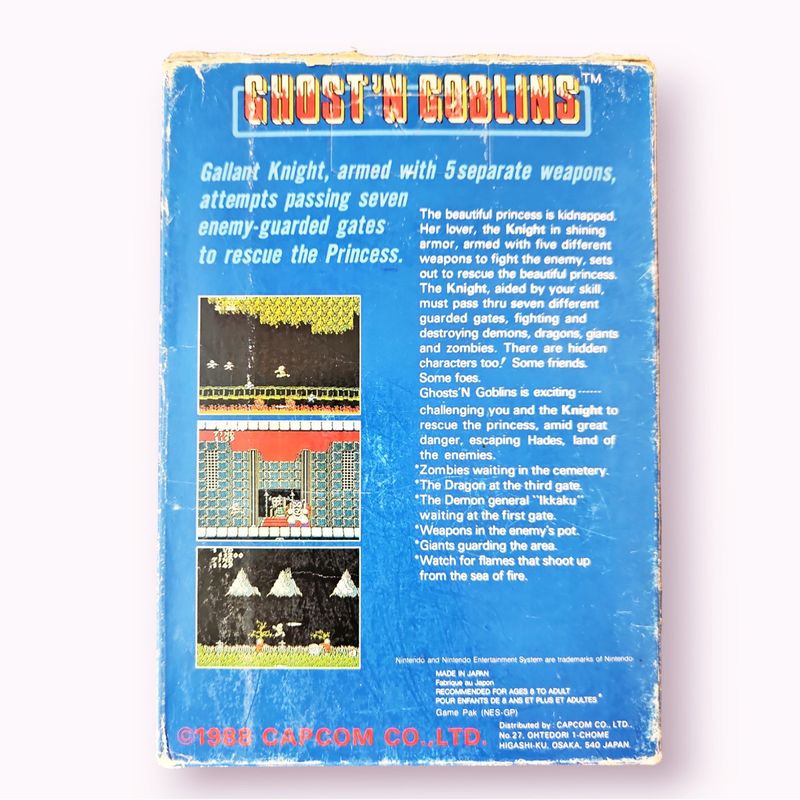 GHOST'N GOBLINS™
Gallant Knight, armed with 5 separate weapons,
attempts passing seven
enemy-guarded gates
to rescue the Princess.
The beautiful princess is kidnapped.
Her lover, the Knight in shining
armor, armed with five different
weapons to fight the enemy, sets
out to rescue the beautiful princess.
The Knight, aided by your skill,
must pass thru seven different
guarded gates, fighting and
destroying demons, dragons, giants
and zombies. There are hidden
characters too! Some friends.
Some foes.
Ghosts'N Goblins is exciting ------
challenging you and the Knight to
rescue the princess, amid great
danger, escaping Hades, land of
the enemies.
*Zombies waiting in the cemetery.
*The Dragon at the third gate.
*The Demon general "Ikkaku"
waiting at the first gate.
*Weapons in the enemy's pot.
*Giants guarding the area.
*Watch for flames that shoot up
from the sea of fire.
Nintendo and Nintendo Entertainment System are trademarks of Nintendo
MADE IN JAPAN
Fabrique au Japon
RECOMMENDED FOR AGES 8 TO ADULT
POUR ENFANTS DE 8 ANS ET PLUS ET ADULTES
Game Pak (NES-GP)
©1988 CAPCOM CO.,LTD.
Distributed by : CAPCOM CO., LTD.
No.27, OHTEDORI 1-CHOME
HIGASHI-KU, OSAKA, 540 JAPAN.